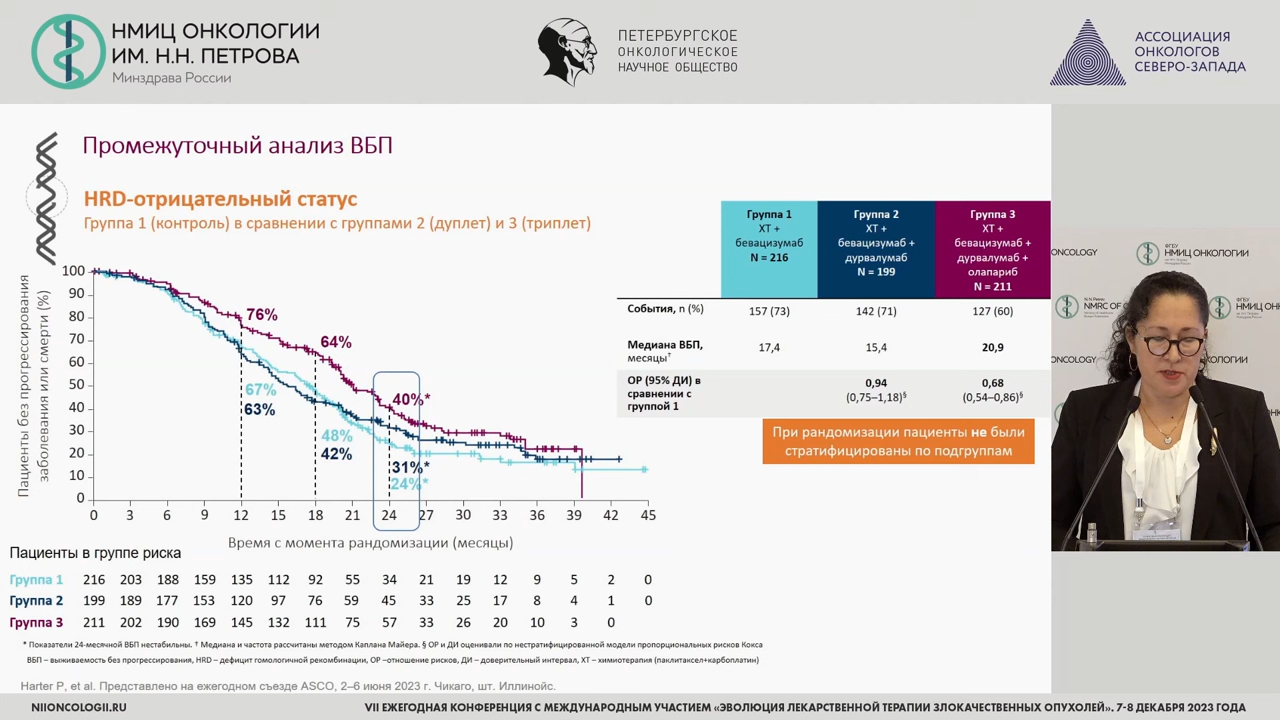 НМИЦ ОНКОЛОГИИ
ИМ. Н.Н. ПЕТРОВА
Минздрава России
ПЕТЕРБУРГСКОЕ
ОНКОЛОГИЧЕСКОЕ
НАУЧНОЕ ОБЩЕСТВО
АССОЦИАЦИЯ
ОНКОЛОГОВ
СЕВЕРО-ЗАПАДА
Промежуточный анализ ВБП
HRD-отрицательный статус
Группа 1 (контроль) в сравнении с группами 2 (дуплет) и 3 (триплет)
Пациенты без прогрессирования
заболевания или смерти (%)
100
90
80
70
60
50
40
30
20
10
0
76%
64%
67%
63%
40%*
48%
42%
31%*
24%*
0 3 6 9 12 15 18 21 24 27 30 33 36 39 42 45
Время с момента рандомизации (месяцы)
Пациенты в группе риска
Группа 1 216 203 188 159 135 112 92 55 34 21 19 12 9 5 2 0
Группа 2 199 189 177 153 120 97 76 59 45 33 25 17 8 4 1 0
Группа 3 211 202 190 169 145 132 111 75 57 33 26 20 10 3 0
Группа 1
ХТ +
бевацизумаб
N = 216
Группа 2
ХТ +
бевацизумаб +
дурвалумаб
N = 199
Группа 3
ХТ +
бевацизумаб +
дурвалумаб +
олапариб
N = 211
События, n (%) 157 (73) 142 (71) 127 (60)
Медиана ВБП,
месяцы† 17,4 15,4 20,9
ОР (95% ДИ) в
сравнении с
группой 1
0,94
(0,75–1,18)§
0,68
(0,54–0,86)§
При рандомизации пациенты не были
стратифицированы по подгруппам
* Показатели 24-месячной ВБП нестабильны. † Медиана и частота рассчитаны методом Каплана Майера. § ОР и ДИ оценивали по нестратифицированной модели пропорциональных рисков Кокса
ВБП – выживаемость без прогрессирования, HRD – дефицит гомологичной рекомбинации, ОР –отношение рисков, ДИ – доверительный интервал, ХТ – химиотерапия (паклитаксел+карбоплатин)
Harter P, et al. Представлено на ежегодном съезде ASCO, 2–6 июня 2023 г. Чикаго, шт. Иллинойс.
ONCOLOGY
ФГБУ
НМИЦ ОНКОЛОГИИ
NMRC OF
НМИЦ
ONCOLOGY
ОНКОЛОГИИ
NIIONCOLOGII.RU
VII ЕЖЕГОДНАЯ КОНФЕРЕНЦИЯ С МЕЖДУНАРОДНЫМ УЧАСТИЕМ «ЭВОЛЮЦИЯ ЛЕКАРСТВЕННОЙ ТЕРАПИИ ЗЛОКАЧЕСТВЕННЫХ ОПУХОЛЕЙ». 7-8 ДЕКАБРЯ 2023 ГОДА